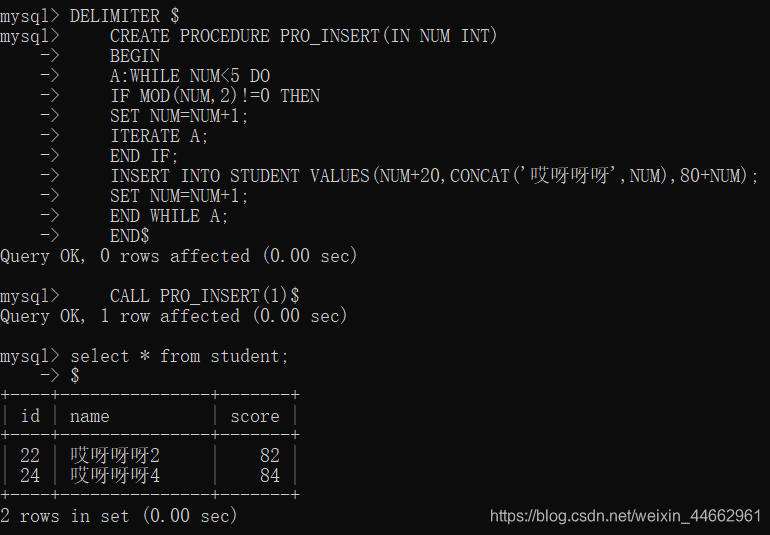 mysql> DELIMITER $
mysql>     CREATE PROCEDURE PRO_INSERT(IN NUM INT)
    ->     BEGIN
    ->     A:WHILE NUM<5 DO
    ->     IF MOD(NUM,2)!=0 THEN
    ->     SET NUM=NUM+1;
    ->     ITERATE A;
    ->     END IF;
    ->     INSERT INTO STUDENT VALUES(NUM+20,CONCAT('哎呀呀呀',NUM),80+NUM);
    ->     SET NUM=NUM+1;
    ->     END WHILE A;
    ->     END$
Query OK, 0 rows affected (0.00 sec)

mysql>     CALL PRO_INSERT(1)$
Query OK, 1 row affected (0.00 sec)

mysql> select * from student;
    -> $
+----+---------------+-------+
| id | name          | score |
+----+---------------+-------+
| 22 | 哎呀呀呀2     |    82 |
| 24 | 哎呀呀呀4     |    84 |
+----+---------------+-------+
2 rows in set (0.00 sec)
https://blog.csdn.net/weixin_44662961